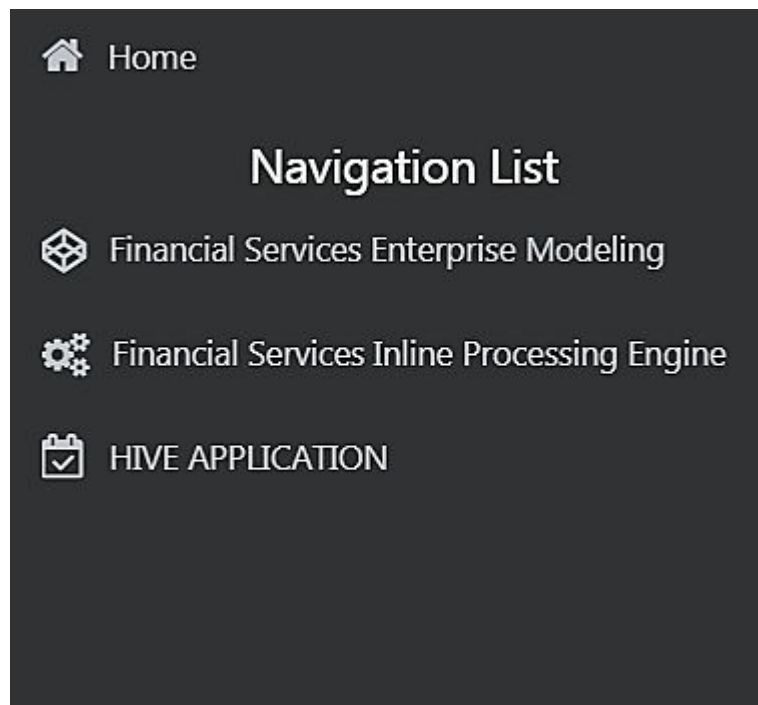 Home
Navigation List
Financial Services Enterprise Modeling
Financial Services Inline Processing Engine
HIVE APPLICATION